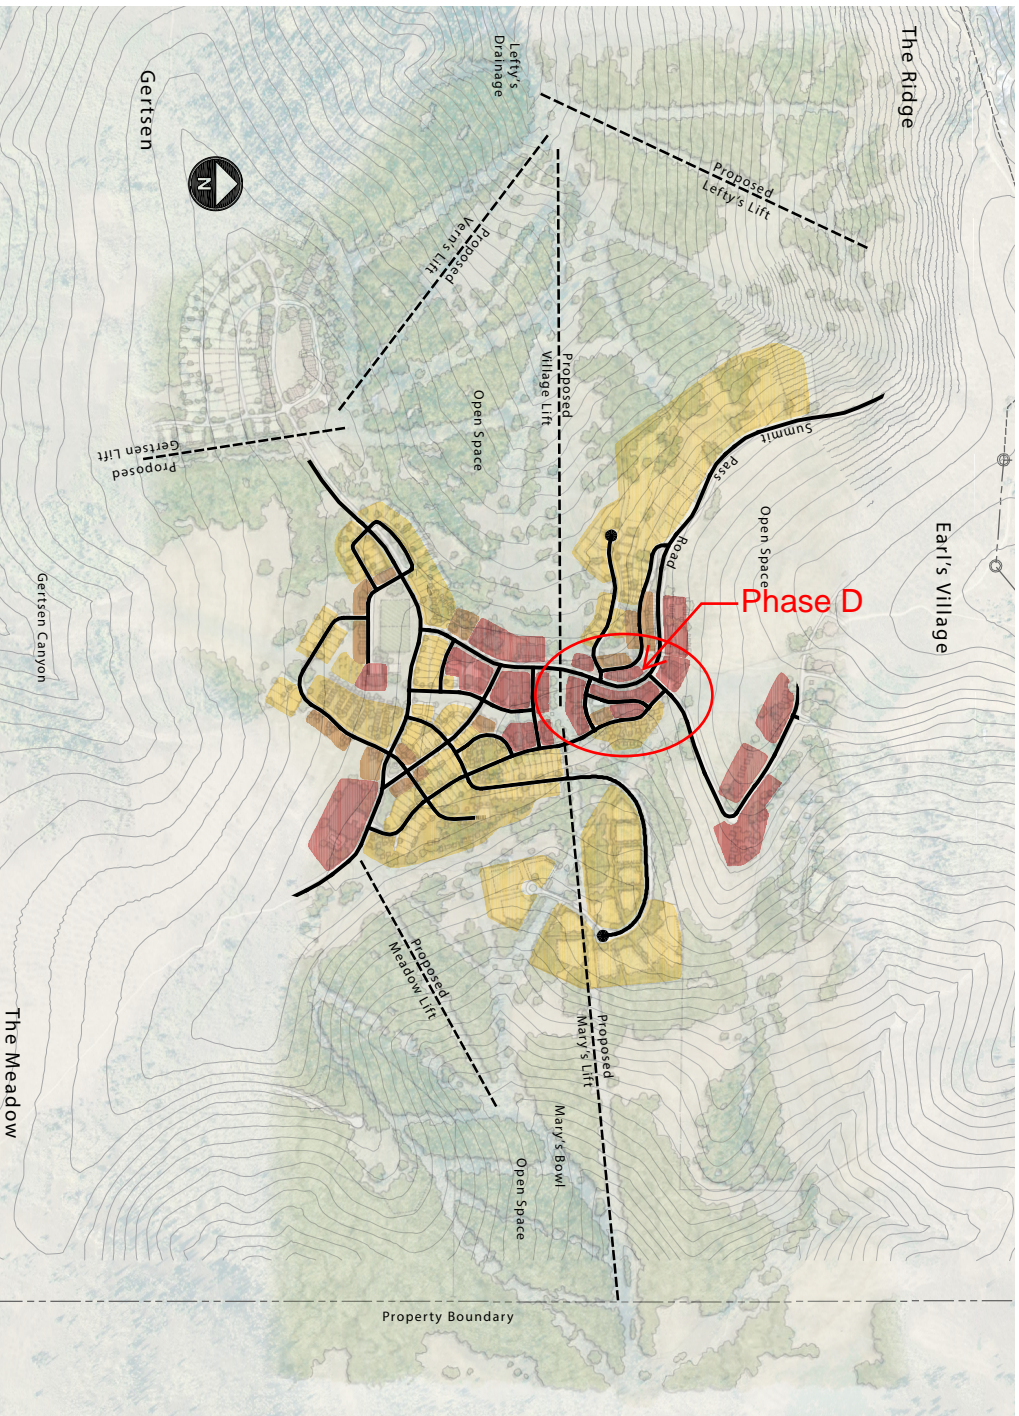 The Ridge
Lefty's
Drainage
Gertsen
N
Proposed
Lefty's Lift
Proposed
Vern's Lift
Proposed
Village Lift
Open Space
Proposed
Gertsen Lift
Summit
Pass
Road
Open Space
Earl's Village
Gertsen Canyon
Phase D
Proposed
Meadow Lift
Proposed
Mary's Lift
Mary's Bowl
Open Space
The Meadow
Property Boundary